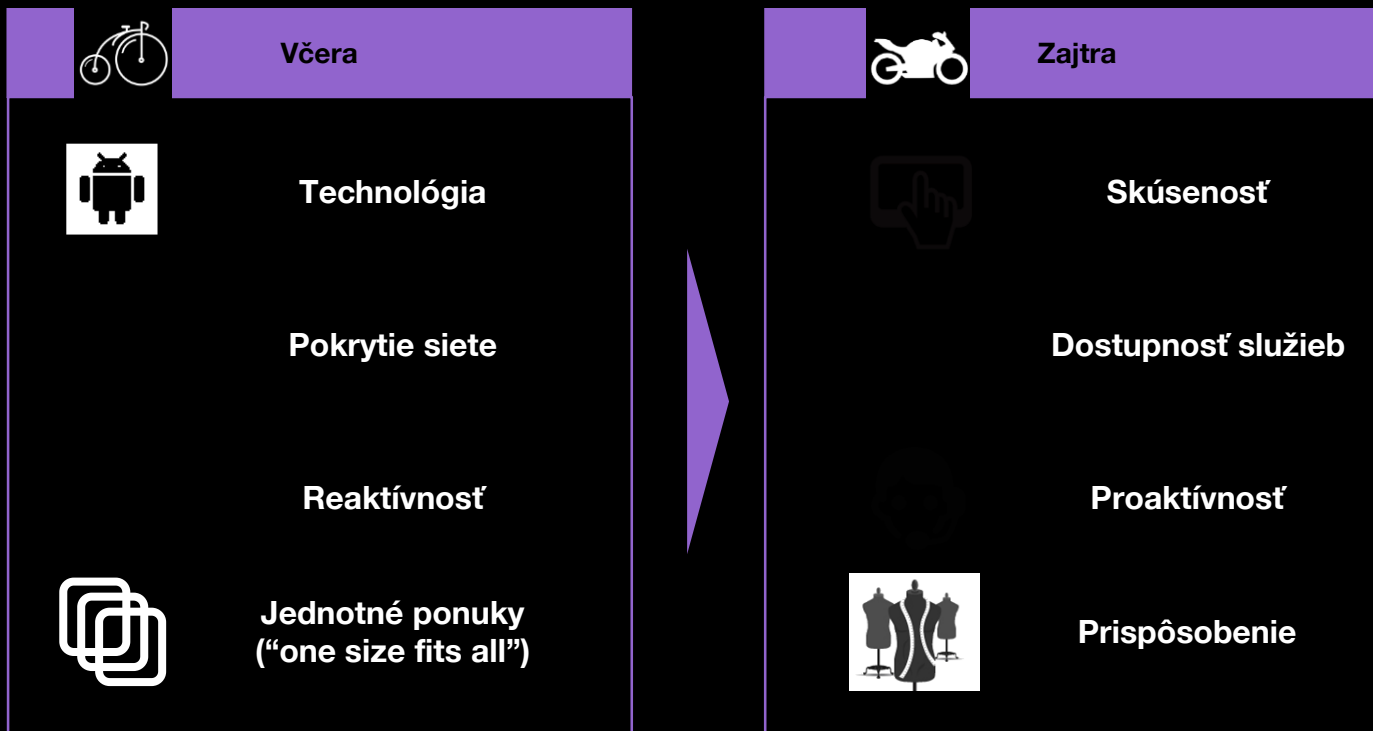 Včera
Technológia
Pokrytie siete
Reaktívnosť
Jednotné ponuky
(“one size fits all”)
Zajtra
Skúsenosť
Dostupnosť služieb
Proaktívnosť
Prispôsobenie